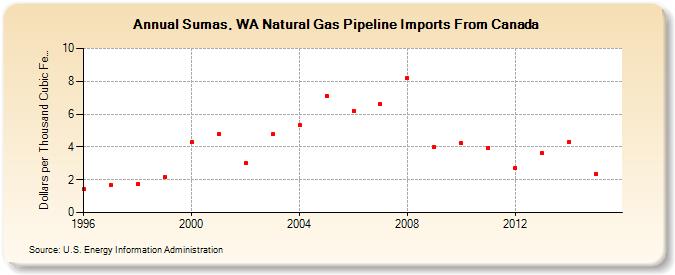 Annual Sumas, WA Natural Gas Pipeline Imports From Canada
Dollars per Thousand Cubic Fe...
10
8
6
4
2
0
1996 2000 2004 2008 2012
Source: U.S. Energy Information Administration